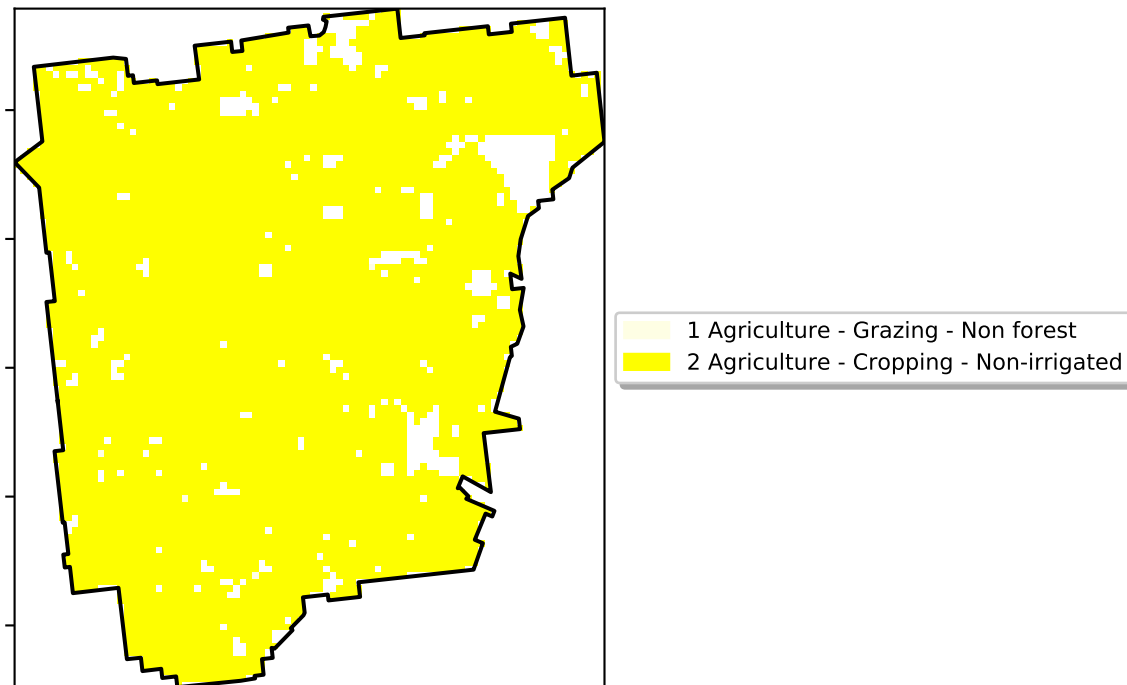 1 Agriculture - Grazing - Non forest
2 Agriculture - Cropping - Non-irrigated